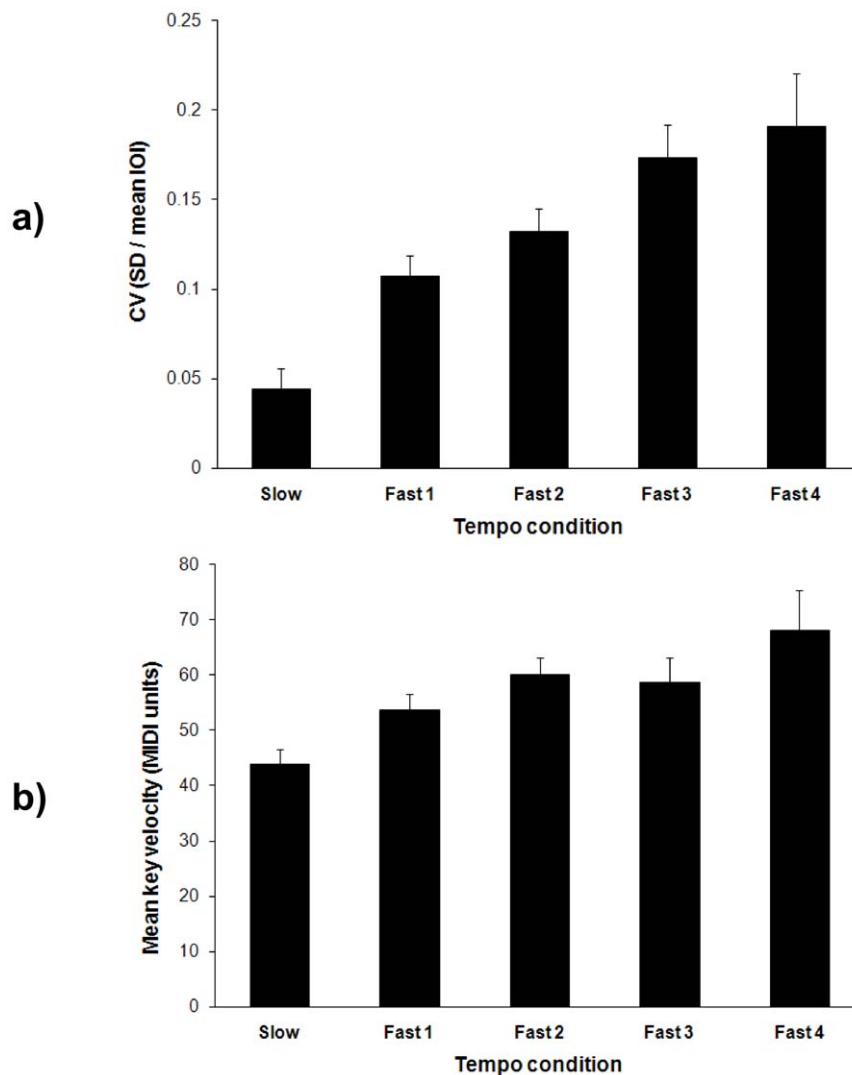 a)
CV (SD / mean IOI)
0.25
0.2
0.15
0.1
0.05
0
Slow Fast 1 Fast 2 Fast 3 Fast 4
Tempo condition
b)
Mean key velocity (MIDI units)
80
70
60
50
40
30
20
10
0
Slow Fast 1 Fast 2 Fast 3 Fast 4
Tempo condition